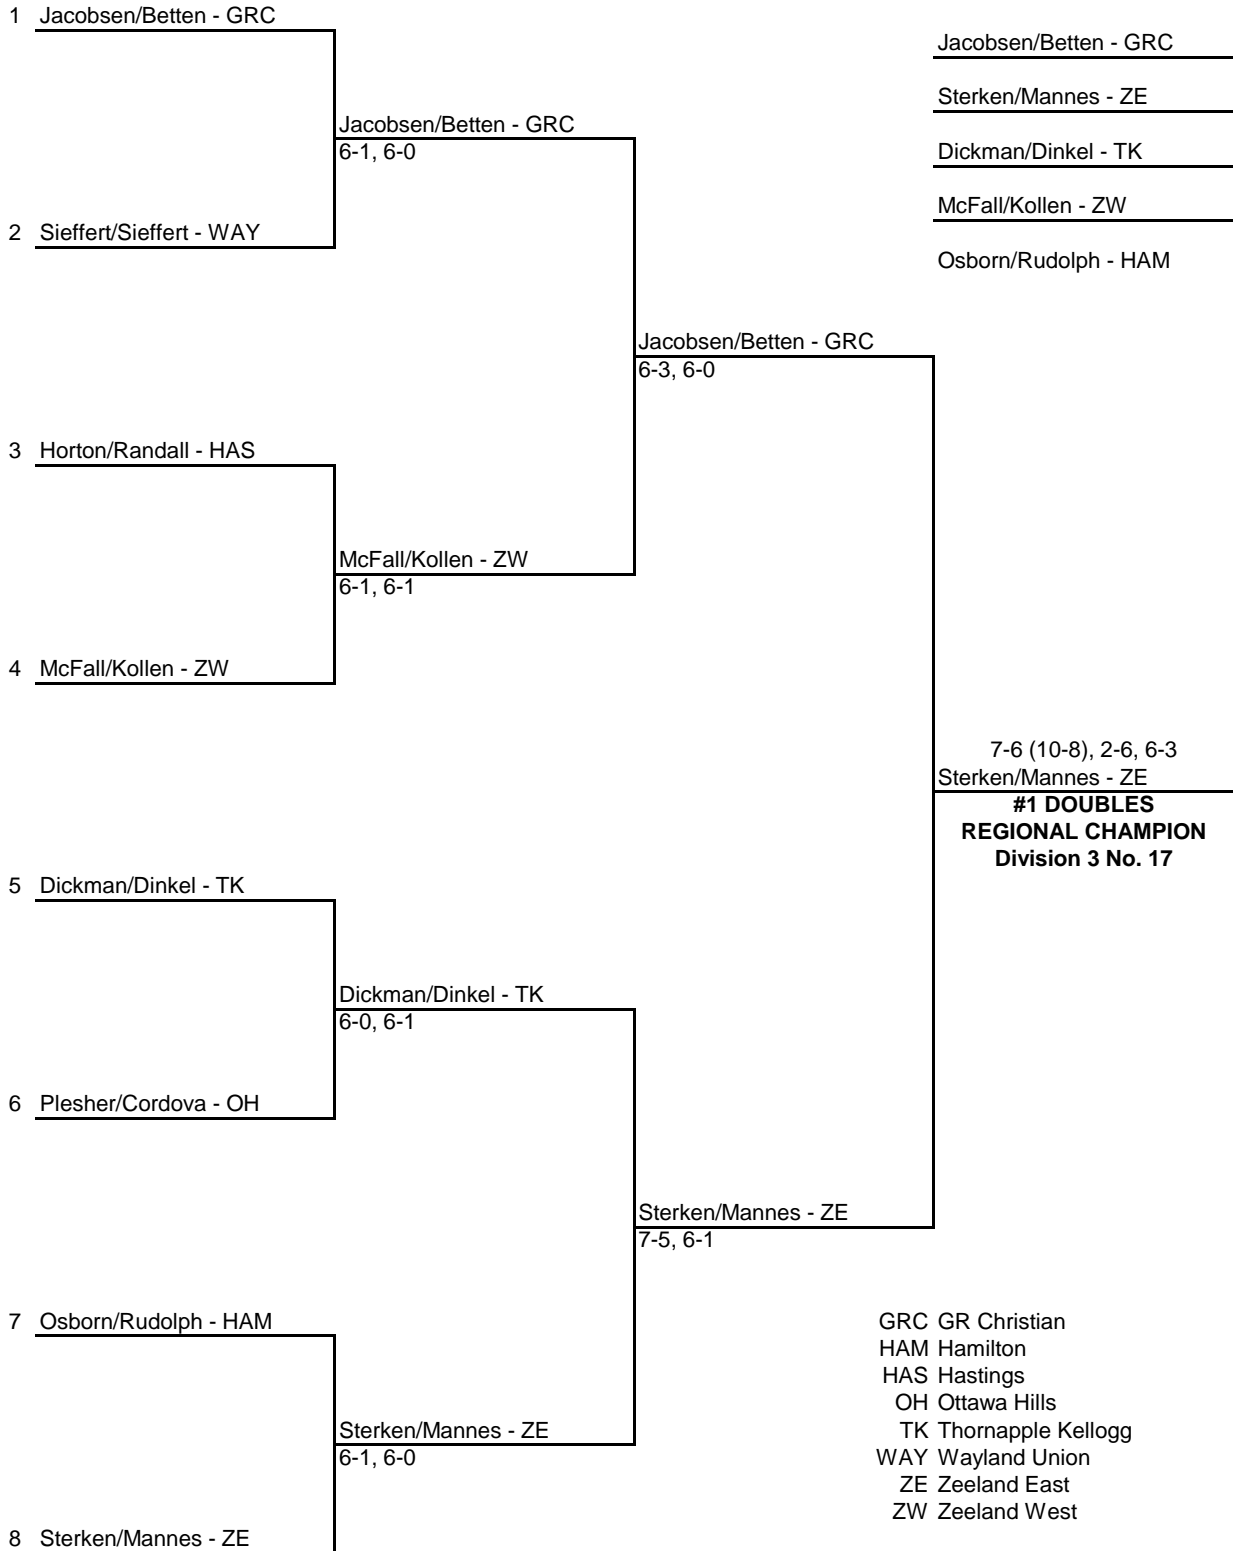 1 Jacobsen/Betten - GRC
Jacobsen/Betten - GRC
Sterken/Mannes - ZE
Jacobsen/Betten - GRC
6-1, 6-0
Dickman/Dinkel - TK
McFall/Kollen - ZW
2 Sieffert/Sieffert - WAY
Osborn/Rudolph - HAM
Jacobsen/Betten - GRC
6-3, 6-0
3 Horton/Randall - HAS
McFall/Kollen - ZW
6-1, 6-1
4 McFall/Kollen - ZW
7-6 (10-8), 2-6, 6-3
Sterken/Mannes - ZE
#1 DOUBLES
REGIONAL CHAMPION
Division 3 No. 17
5 Dickman/Dinkel - TK
Dickman/Dinkel - TK
6-0, 6-1
6 Plesher/Cordova - OH
Sterken/Mannes - ZE
7-5, 6-1
7 Osborn/Rudolph - HAM
Sterken/Mannes - ZE
6-1, 6-0
8 Sterken/Mannes - ZE
GRC GR Christian
HAM Hamilton
HAS Hastings
OH Ottawa Hills
TK Thornapple Kellogg
WAY Wayland Union
ZE Zeeland East
ZW Zeeland West